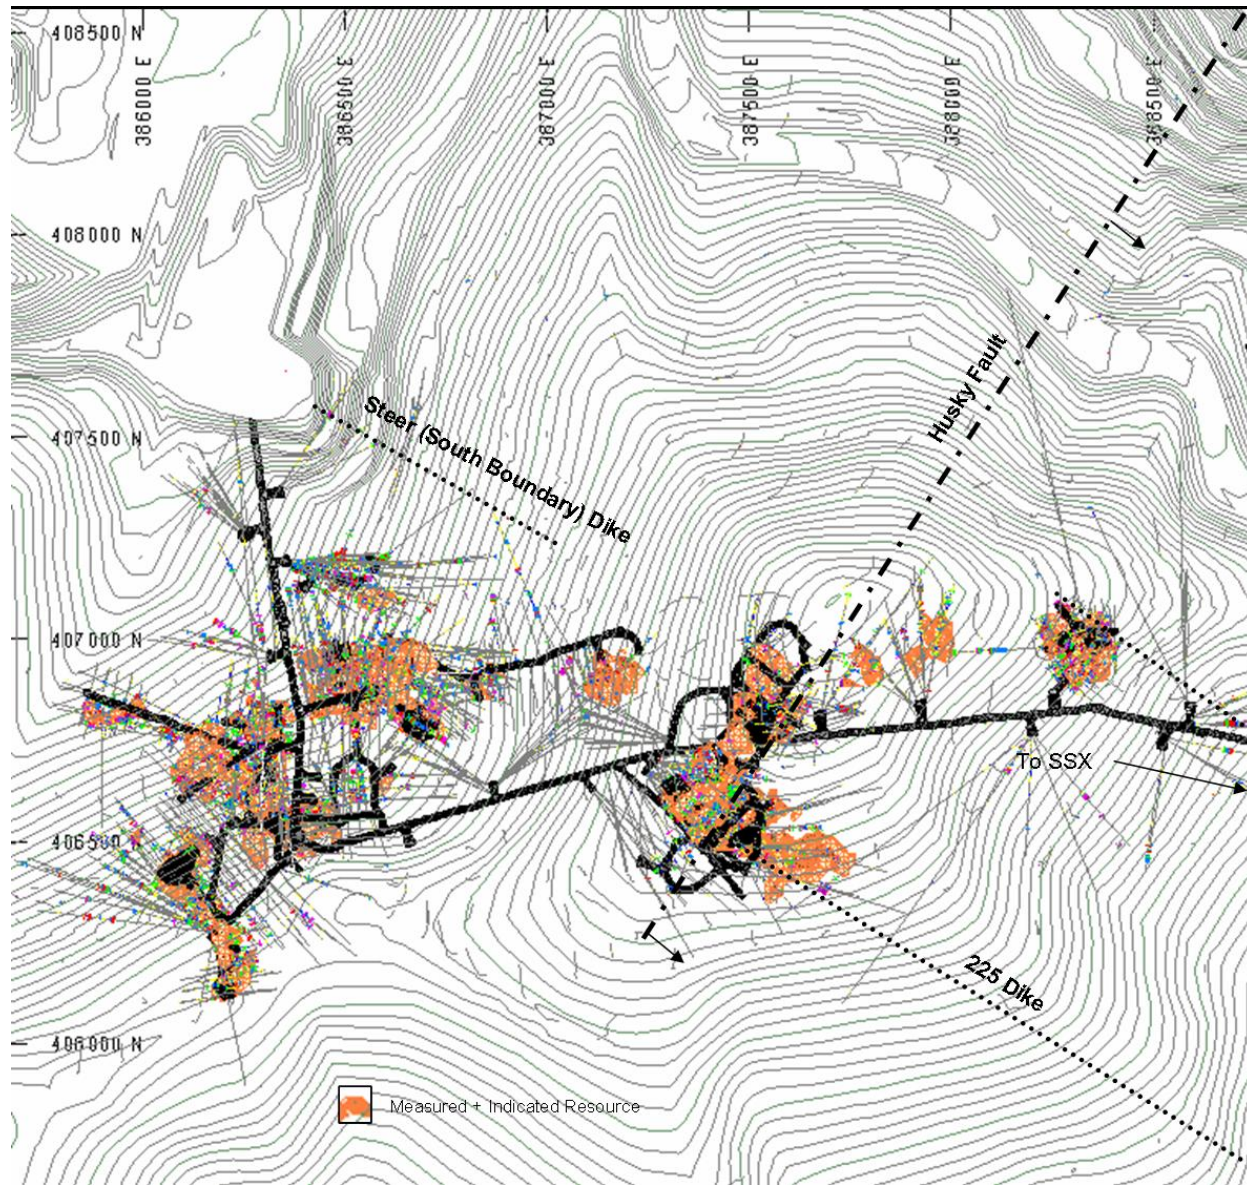 408500 N
386000 E
386500 E
387000 E
387500 E
388000 E
388500 E
408000 N
Husky Fault
Steer (South Boundary) Dike
407500 N
407000 N
To SSX
406500 N
225 Dike
406000 N
Measured + Indicated Resource